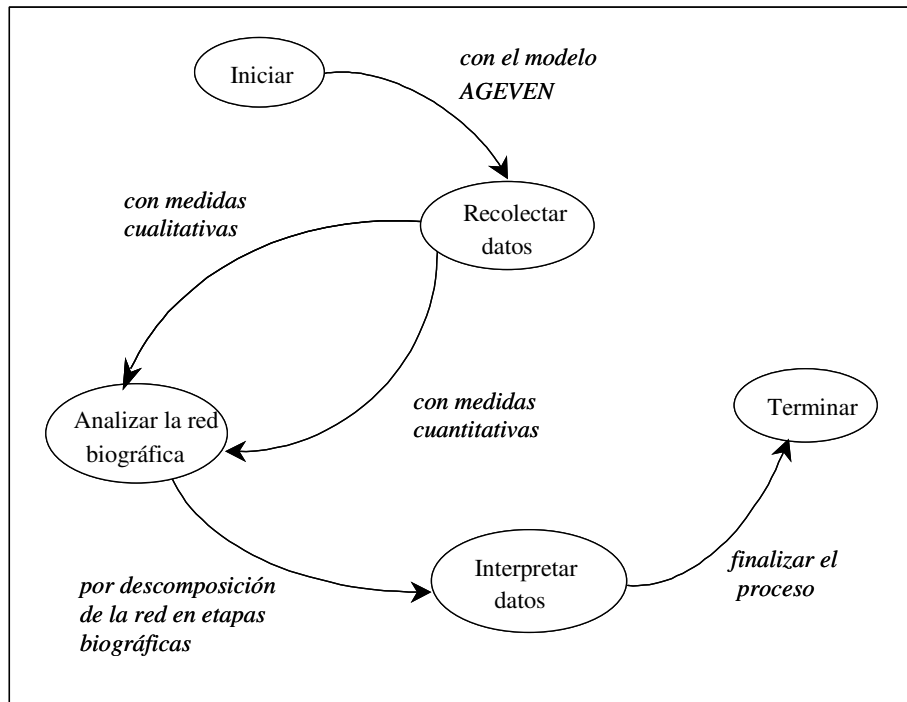 Iniciar
con el modelo
AGEVEN
Recolectar
datos
con medidas
cualitativas
con medidas
cuantitativas
Analizar la red
biográfica
Terminar
por descomposición
de la red en etapas
biográficas
Interpretar
datos
finalizar el
proceso